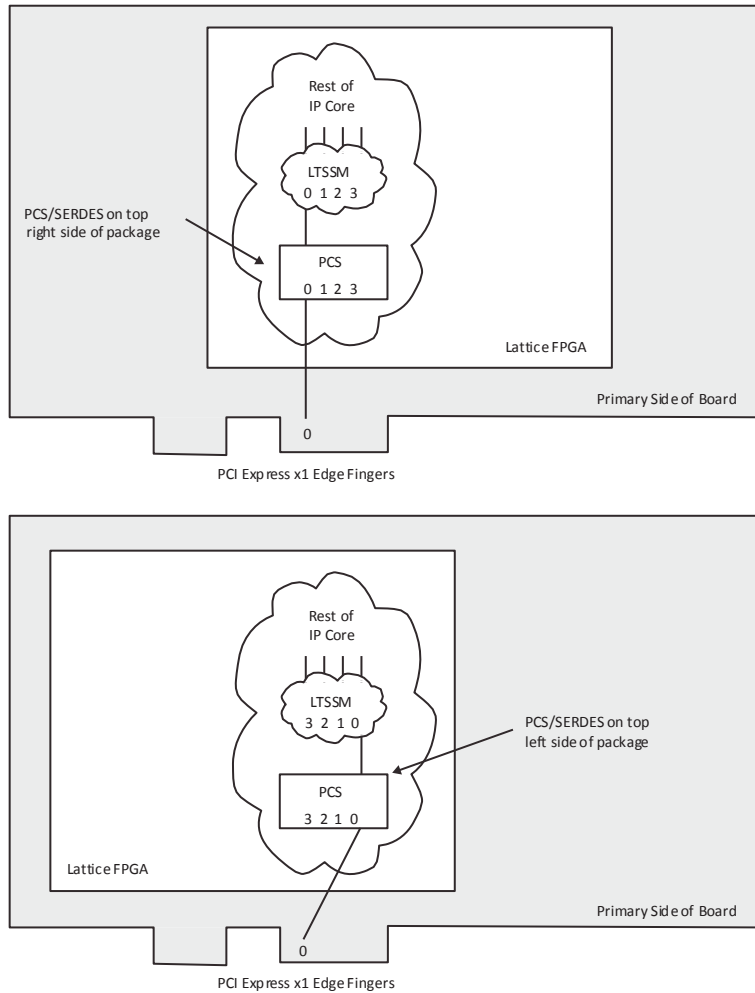 Rest of
IP Core
LTSSM
0 1 2 3
PCS/SERDES on top
right side of package
PCS
0 1 2 3
Lattice FPGA
Primary Side of Board
0
PCI Express x1 Edge Fingers
Rest of
IP Core
LTSSM
3 2 1 0
PCS/SERDES on top
left side of package
PCS
3 2 1 0
Lattice FPGA
Primary Side of Board
0
PCI Express x1 Edge Fingers